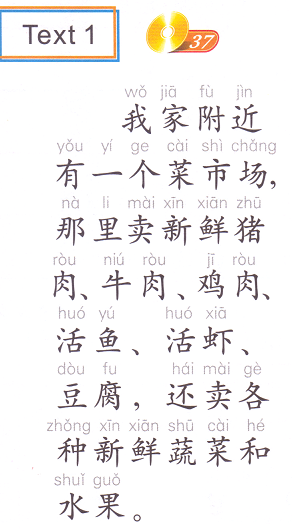 Text 1
37
wǒ jiā fù jìn
我家附近
yǒu yí ge cài shì chǎng
有一个菜市场,
nà li mài xīn xiān zhū
那里卖新鲜猪
ròu niú ròu jī ròu
肉、牛肉、鸡肉、
huó yú huó xiā
活鱼、活虾、
dòu fu hái mài gè
豆腐，还卖各
zhǒng xīn xiān shū cài hé
种新鲜蔬菜和
shuǐ guǒ
水果。